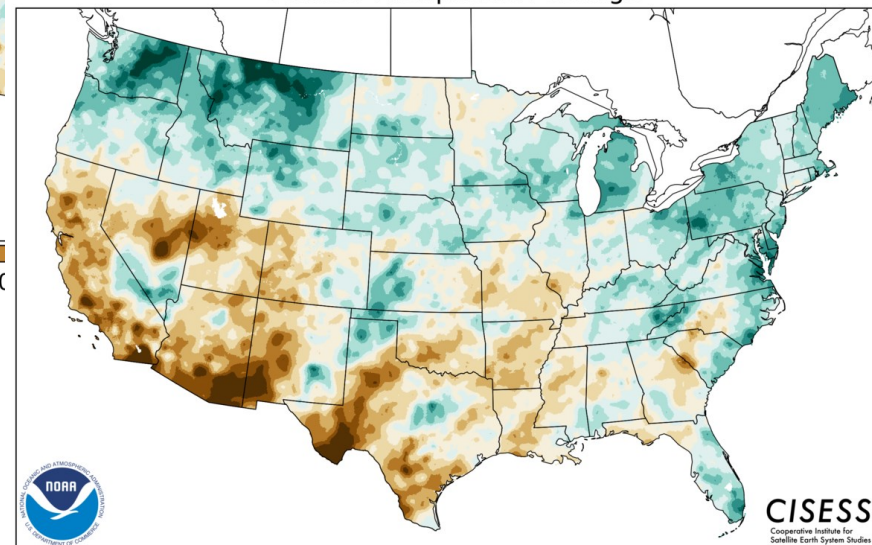 NATIONAL OCEANIC AND ATMOSPHERIC ADMINISTRATION
NOAA
U.S. DEPARTMENT OF COMMERCE
CISESS
Cooperative Institute for
Satellite Earth System Studies